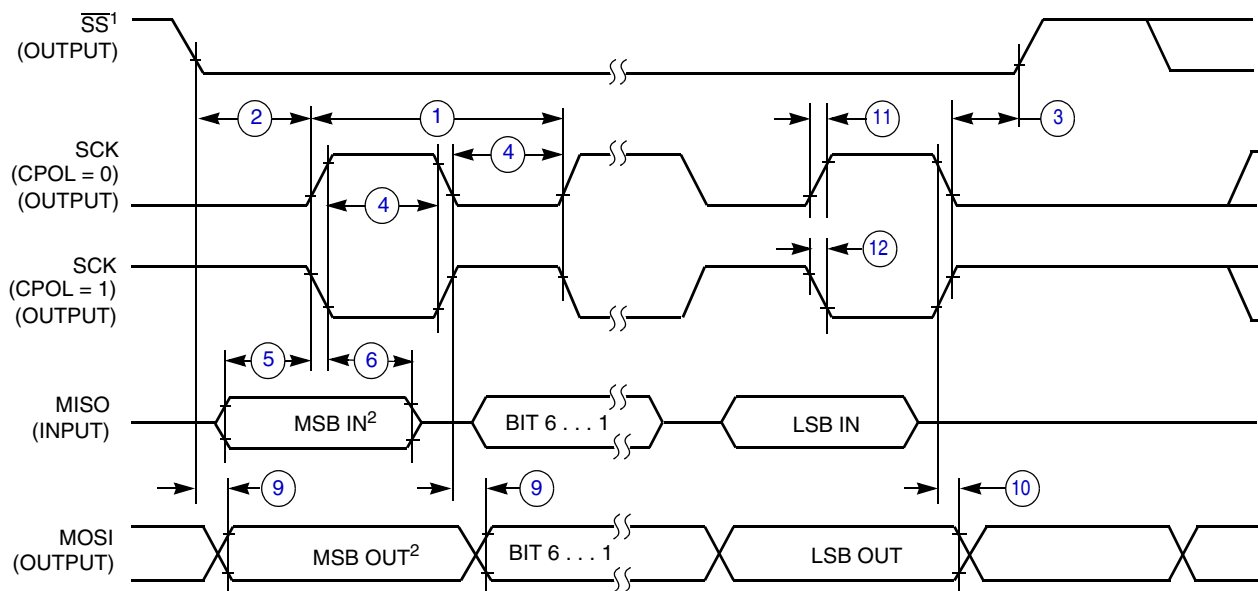 SS¹
(OUTPUT)
2
1
11
3
SCK
(CPOL = 0)
(OUTPUT)
4
4
SCK
(CPOL = 1)
(OUTPUT)
12
5
6
MISO
(INPUT)
MSB IN²
BIT 6 . . . 1
LSB IN
9
9
10
MOSI
(OUTPUT)
MSB OUT²
BIT 6 . . . 1
LSB OUT